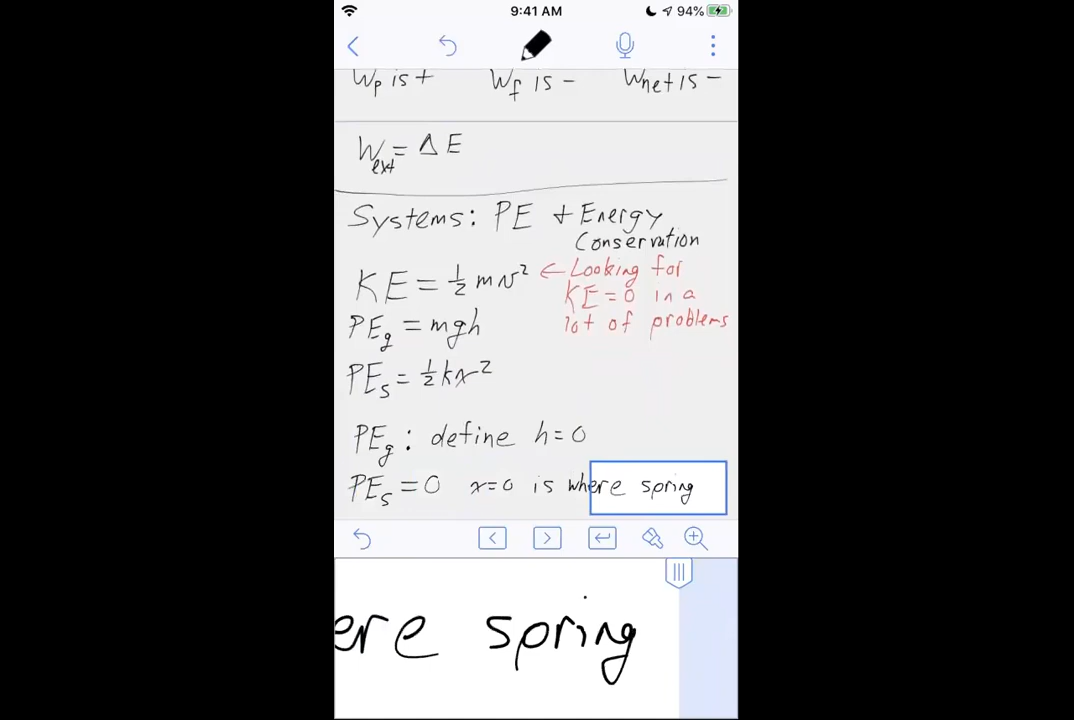 9:41 AM 94%
Wp is + Wf is - Wnet is -
Wext = ΔE
Systems: PE + Energy
Conservation
KE = ½mv² ← Looking for
KE = 0 in a
lot of problems
PEg = mgh
PEs = ½kx²
PEg: define h=0
PEs = 0 x=0 is where spring
ere spring